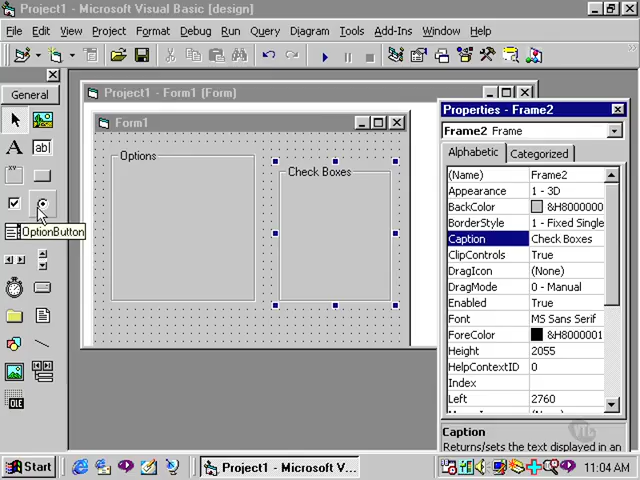 Project1 - Microsoft Visual Basic [design]
File Edit View Project Format Debug Run Query Diagram Tools Add-Ins Window Help
General
A
ab|
XV
OptionButton
OLE
Project1 - Form1 (Form)
Form1
Options
Check Boxes
Properties - Frame2
Frame2 Frame
Alphabetic Categorized
(Name) Frame2
Appearance 1 - 3D
BackColor &H8000000
BorderStyle 1 - Fixed Single
Caption Check Boxes
ClipControls True
DragIcon (None)
DragMode 0 - Manual
Enabled True
Font MS Sans Serif
ForeColor &H8000001
Height 2055
HelpContextID 0
Index
Left 2760
Caption
Returns/sets the text displayed in an
Start
Project1 - Microsoft Vis...
11:04 AM